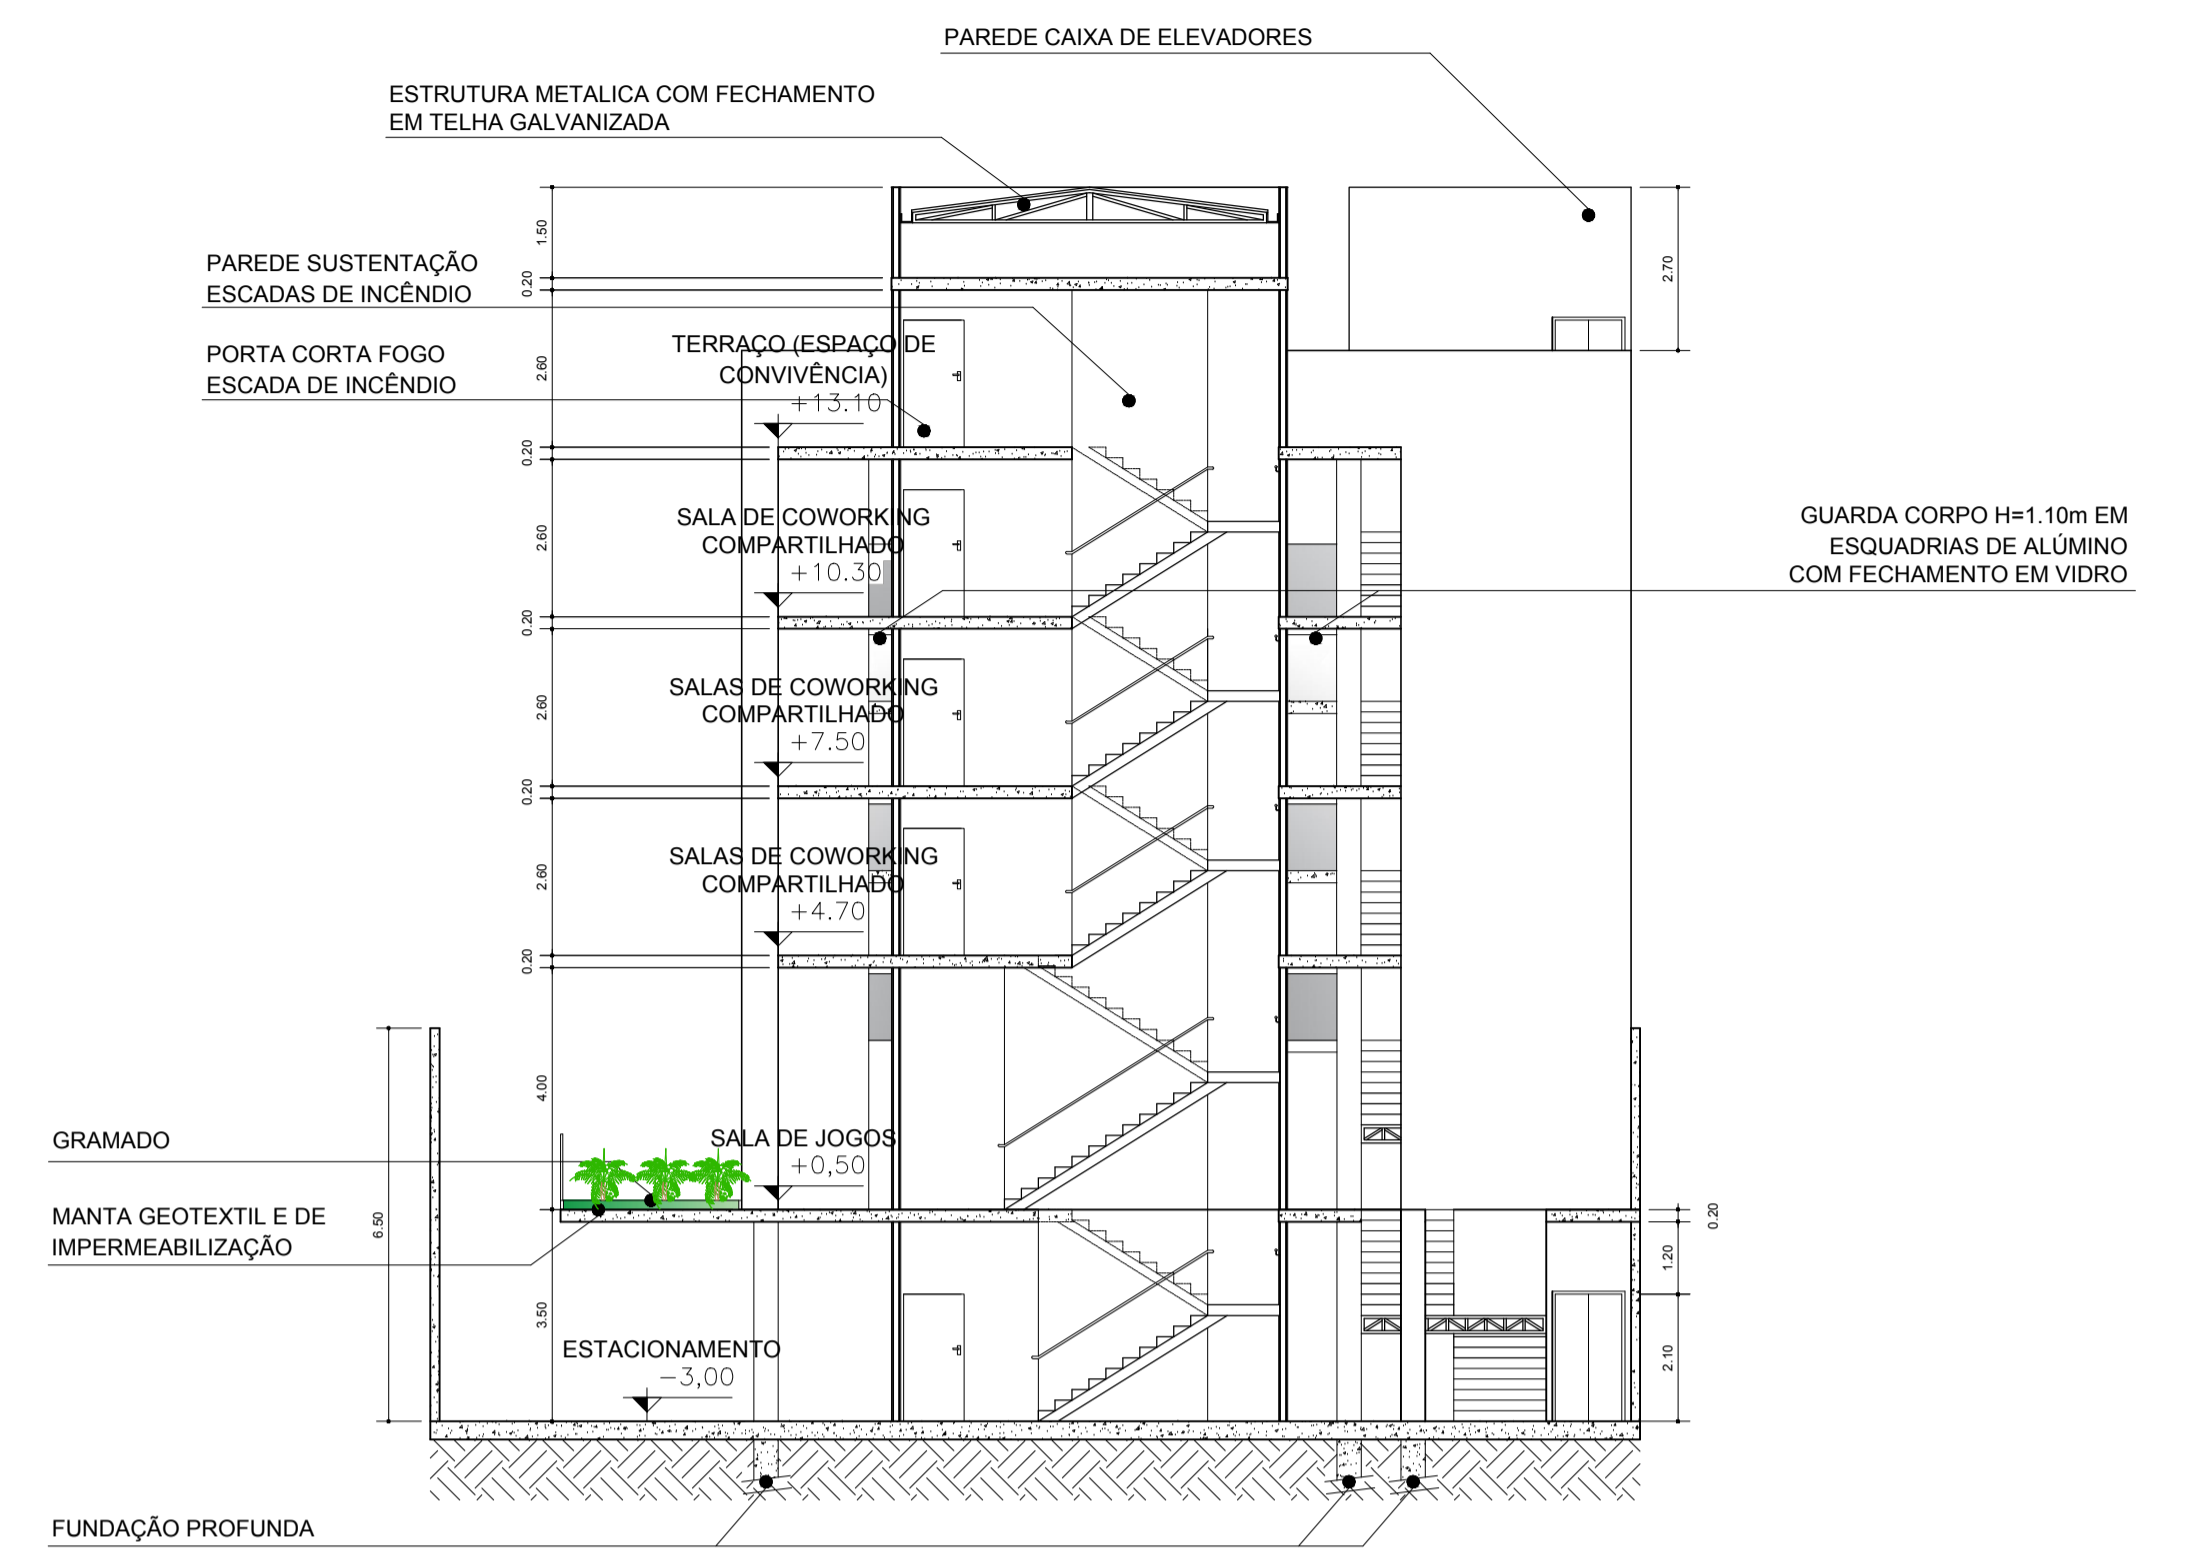 PAREDE CAIXA DE ELEVADORES
ESTRUTURA METALICA COM FECHAMENTO
EM TELHA GALVANIZADA
1.50
2.70
PAREDE SUSTENTAÇÃO
ESCADAS DE INCÊNDIO
0.20
PORTA CORTA FOGO
ESCADA DE INCÊNDIO
2.60
TERRAÇO (ESPAÇO DE
CONVIVÊNCIA)
+13.10
0.20
SALA DE COWORKING
COMPARTILHADO
+10.30
2.60
GUARDA CORPO H=1.10m EM
ESQUADRIAS DE ALÚMINO
COM FECHAMENTO EM VIDRO
0.20
SALAS DE COWORKING
COMPARTILHADO
+7.50
2.60
0.20
SALAS DE COWORKING
COMPARTILHADO
+4.70
2.60
0.20
4.00
GRAMADO
SALA DE JOGOS
+0,50
MANTA GEOTEXTIL E DE
IMPERMEABILIZAÇÃO
6.50
0.20
1.20
3.50
ESTACIONAMENTO
−3,00
2.10
FUNDAÇÃO PROFUNDA